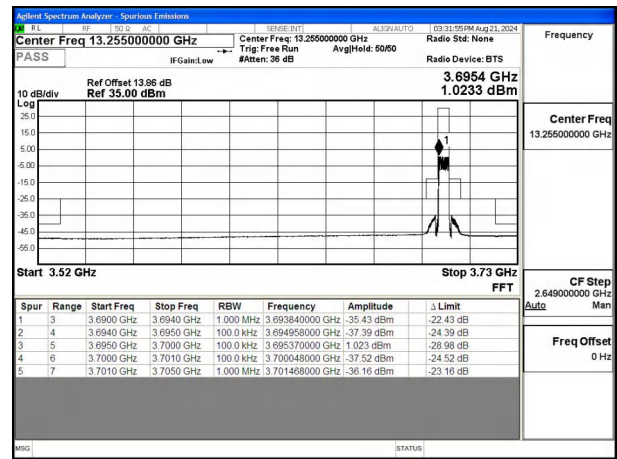 Agilent Spectrum Analyzer - Spurious Emissions
RL RF 50 Ω AC SENSE:INT ALIGN AUTO 03:31:55 PM Aug 21, 2024
Center Freq 13.255000000 GHz
Center Freq: 13.255000000 GHz
Radio Std: None
Trig: Free Run Avg|Hold: 50/50
PASS
IFGain:Low
#Atten: 36 dB
Radio Device: BTS
Ref Offset 13.86 dB
3.6954 GHz
10 dB/div Ref 35.00 dBm
1.0233 dBm
Log
25.0
15.0
5.00
-5.00
-15.0
-25.0
-35.0
-45.0
-55.0
1
Start 3.52 GHz
Stop 3.73 GHz
FFT
Spur Range Start Freq Stop Freq RBW Frequency Amplitude Δ Limit
1 3 3.6900 GHz 3.6940 GHz 1.000 MHz 3.693840000 GHz -35.43 dBm -22.43 dB
2 4 3.6940 GHz 3.6950 GHz 100.0 kHz 3.694958000 GHz -37.39 dBm -24.39 dB
3 5 3.6950 GHz 3.7000 GHz 100.0 kHz 3.695370000 GHz 1.023 dBm -28.98 dB
4 6 3.7000 GHz 3.7010 GHz 100.0 kHz 3.700048000 GHz -37.52 dBm -24.52 dB
5 7 3.7010 GHz 3.7050 GHz 1.000 MHz 3.701468000 GHz -36.16 dBm -23.16 dB
Frequency
Center Freq
13.255000000 GHz
CF Step
2.649000000 GHz
Auto Man
Freq Offset
0 Hz
MSG
STATUS